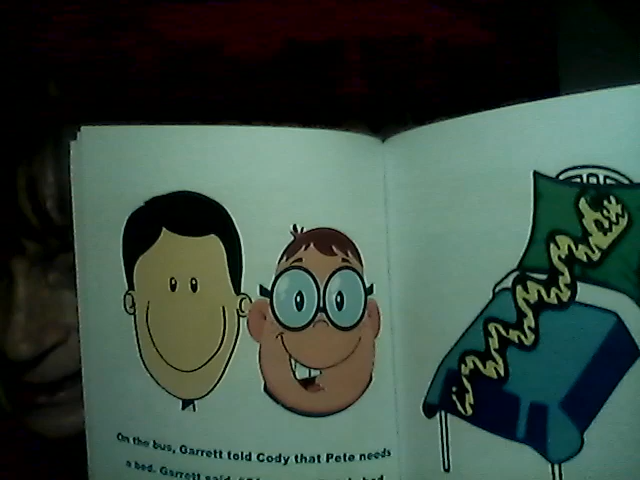 On the bus, Garrett told Cody that Pete needs
a bed. Garrett said